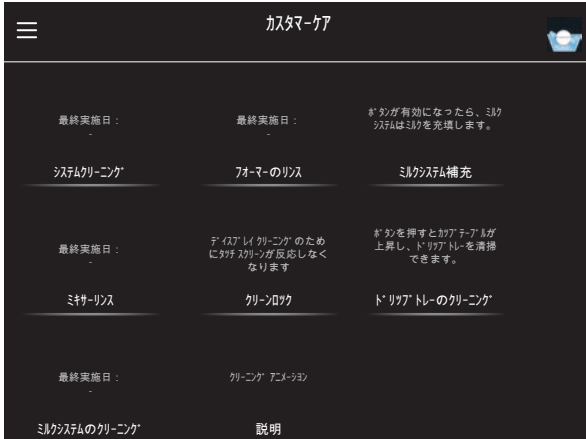 カスタマーケア
最終実施日：
-
最終実施日：
-
ボタンが有効になったら、ミルク
システムはミルクを充填します。
システムクリーニング
フォーマーのリンス
ミルクシステム補充
最終実施日：
-
ディスプレイ クリーニングのため
にタッチ スクリーンが反応しなく
なります
ボタンを押すとカップテーブルが
上昇し、ドリップトレーを清掃
できます。
ミキサーリンス
クリーンロック
ドリップトレーのクリーニング
最終実施日：
-
クリーニング アニメーション
ミルクシステムのクリーニング
説明